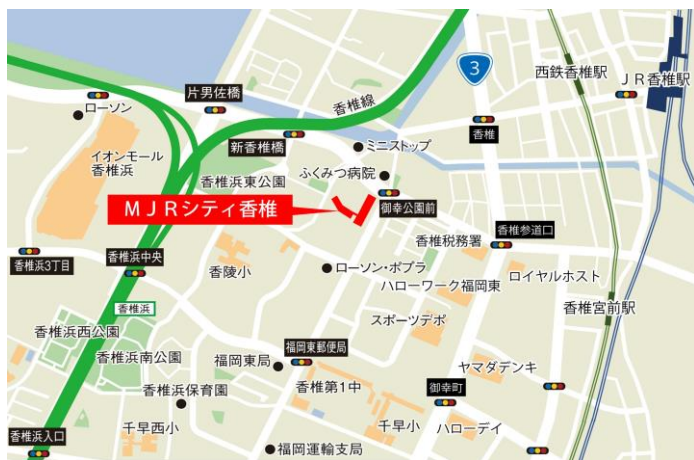 3
西鉄香椎駅
JR香椎駅
片男佐橋
ローソン
香椎線
香椎
新香椎橋
ミニストップ
イオンモール
香椎浜
ふくみつ病院
香椎浜東公園
MJRシティ香椎
御幸公園前
香椎参道口
香椎税務署
香椎浜3丁目
香椎浜中央
香陵小
ローソン・ポプラ
ロイヤルホスト
ハローワーク福岡東
香椎浜
香椎宮前駅
スポーツデポ
香椎浜西公園
香椎浜南公園
福岡東郵便局
福岡東局
ヤマダデンキ
香椎浜保育園
香椎第1中
御幸町
香椎浜入口
千早西小
千早小
ハローデイ
福岡運輸支局